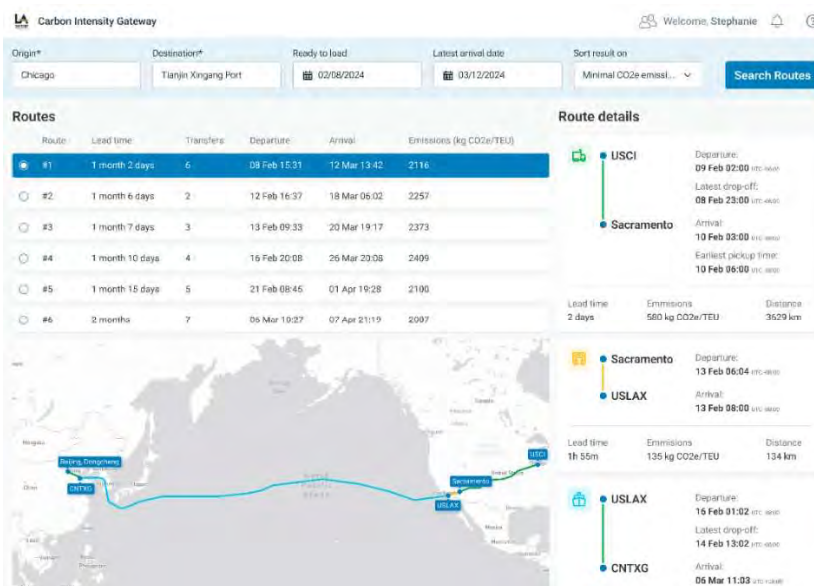 LA Carbon Intensity Gateway
Welcome, Stephanie
Origin* Destination* Ready to load Latest arrival date Sort result on
Chicago Tianjin Xingang Port 02/08/2024 03/12/2024 Minimal CO2e emissi... Search Routes
Routes
Route Lead time Transfers Departure Arrival Emissions (kg CO2e/TEU)
#1 1 month 2 days 6 08 Feb 15:31 12 Mar 13:42 2116
#2 1 month 6 days 2 12 Feb 16:37 18 Mar 06:02 2257
#3 1 month 7 days 3 13 Feb 09:33 20 Mar 19:17 2373
#4 1 month 10 days 4 16 Feb 20:08 26 Mar 20:08 2409
#5 1 month 15 days 5 21 Feb 08:45 01 Apr 19:28 2100
#6 2 months 7 06 Mar 10:27 07 Apr 21:19 2007
Beijing, Dongcheng
CNTXG
USCI
Sacramento
USLAX
Route details
USCI
Departure:
09 Feb 02:00
Latest drop-off:
08 Feb 23:00
Sacramento
Arrival:
10 Feb 03:00
Earliest pickup time:
10 Feb 06:00
Lead time Emmisions Distance
2 days 580 kg CO2e/TEU 3629 km
Sacramento
Departure:
13 Feb 06:04
USLAX
Arrival:
13 Feb 08:00
Lead time Emmisions Distance
1h 55m 135 kg CO2e/TEU 134 km
USLAX
Departure:
16 Feb 01:02
Latest drop-off:
14 Feb 13:02
CNTXG
Arrival:
06 Mar 11:03